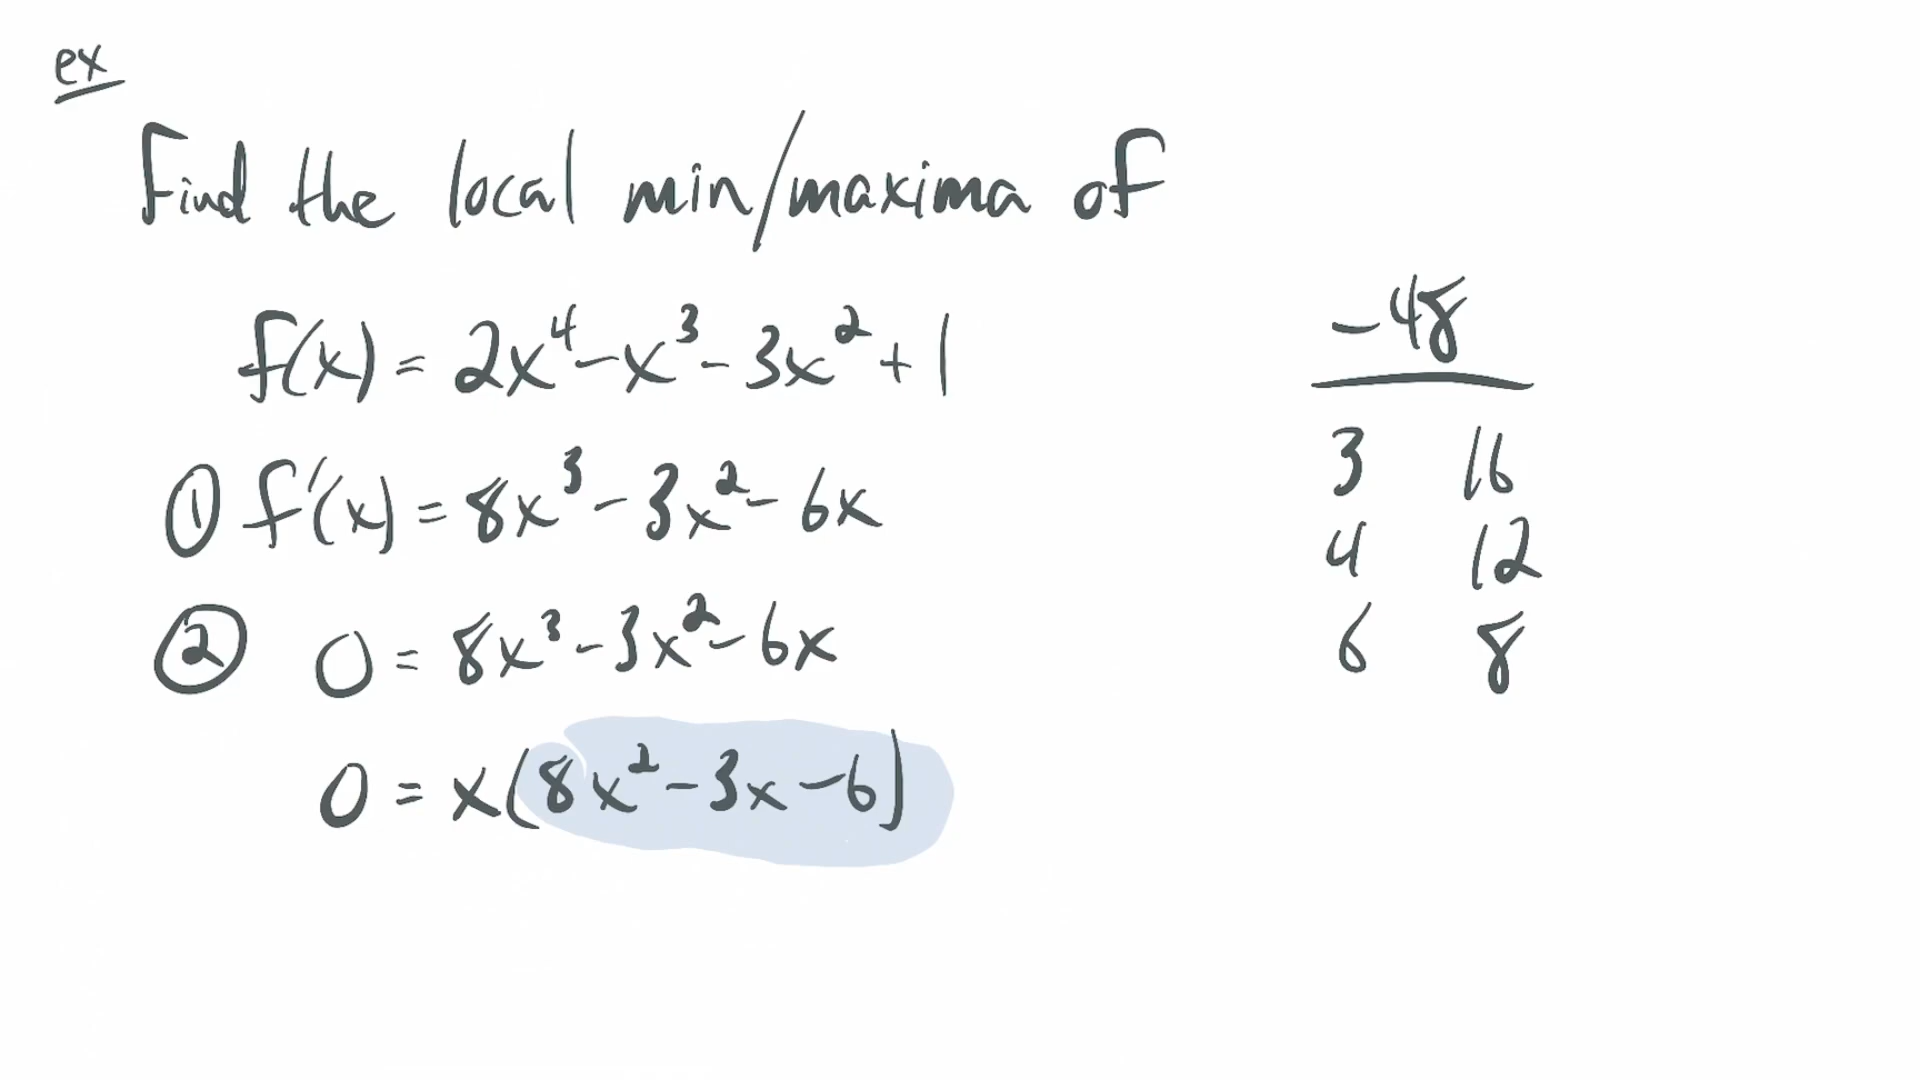 ex
Find the local min/maxima of
f(x) = 2x⁴ - x³ - 3x² + 1
① f'(x) = 8x³ - 3x² - 6x
② 0 = 8x³ - 3x² - 6x
0 = x(8x² - 3x - 6)
-48
3 16
4 12
6 8